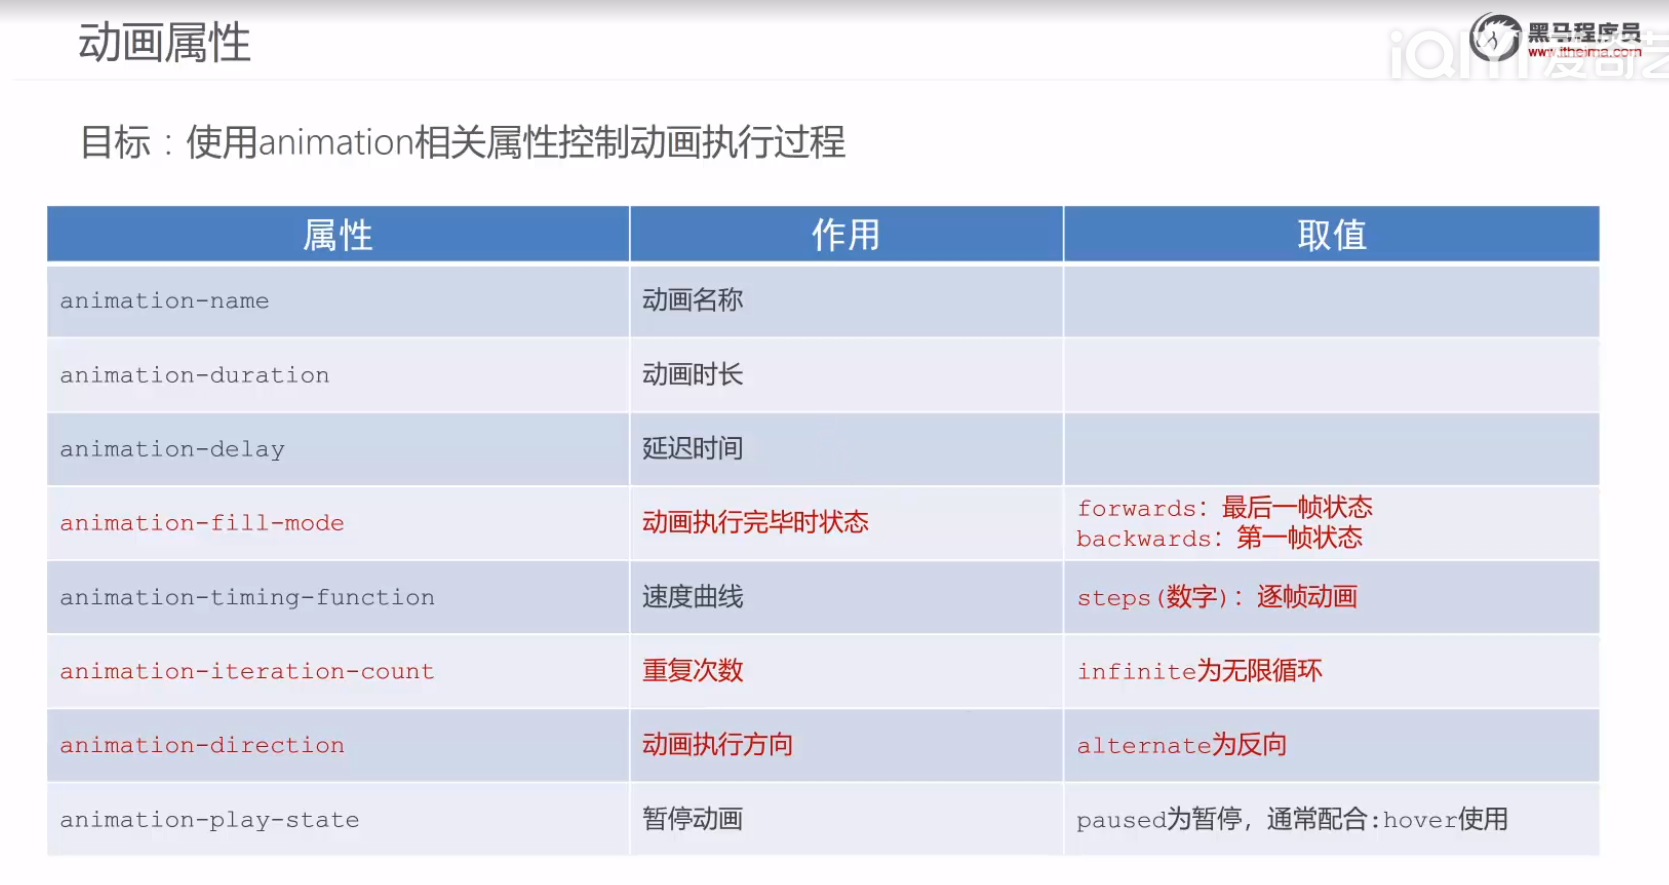 动画属性
黑马程序员
www.itheima.com
iQIYI 爱奇艺
目标：使用animation相关属性控制动画执行过程
属性 作用 取值
animation-name 动画名称
animation-duration 动画时长
animation-delay 延迟时间
animation-fill-mode 动画执行完毕时状态 forwards：最后一帧状态
backwards：第一帧状态
animation-timing-function 速度曲线 steps(数字)：逐帧动画
animation-iteration-count 重复次数 infinite为无限循环
animation-direction 动画执行方向 alternate为反向
animation-play-state 暂停动画 paused为暂停，通常配合:hover使用